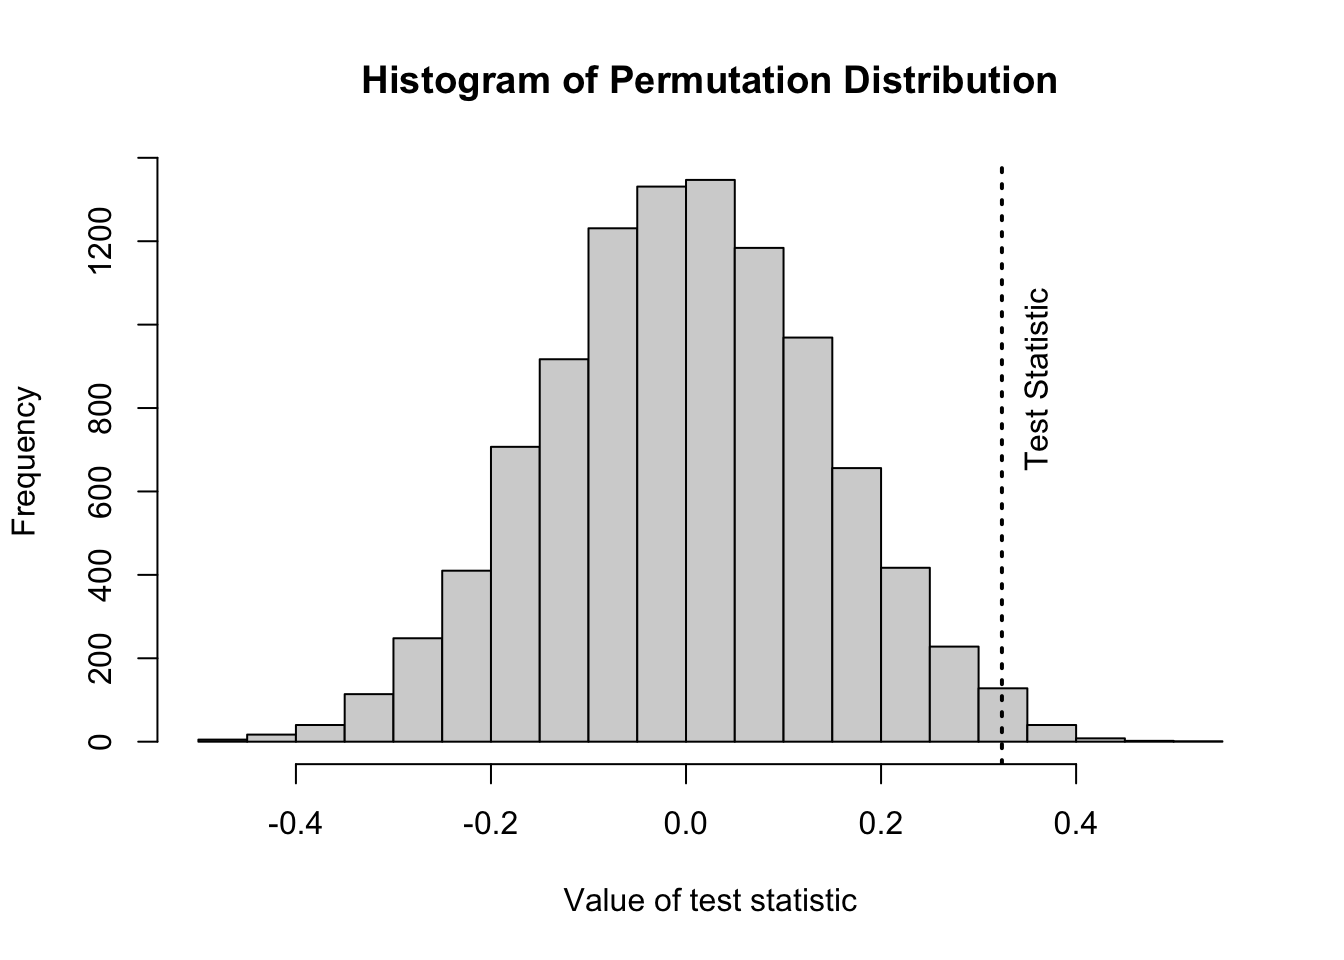 Histogram of Permutation Distribution
Frequency
1200
800
600
400
200
0
Test Statistic
-0.4
-0.2
0.0
0.2
0.4
Value of test statistic